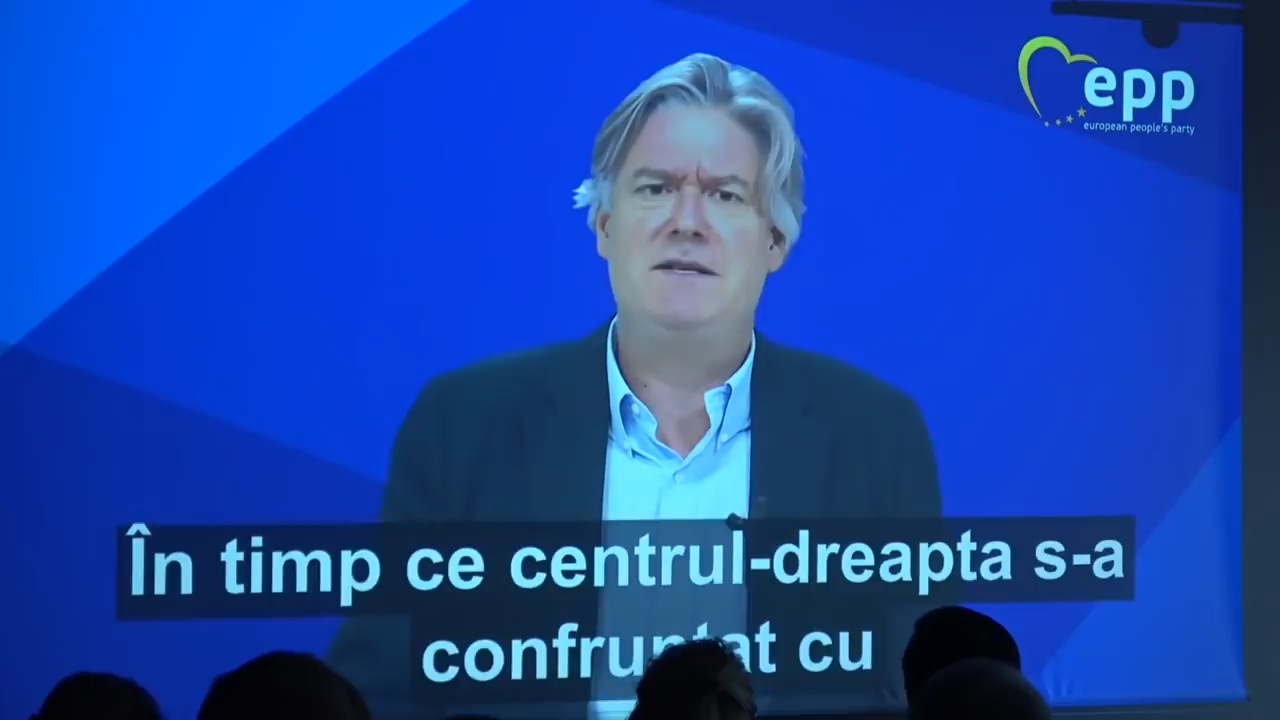 epp
european people's party
În timp ce centrul-dreapta s-a
confruntat cu